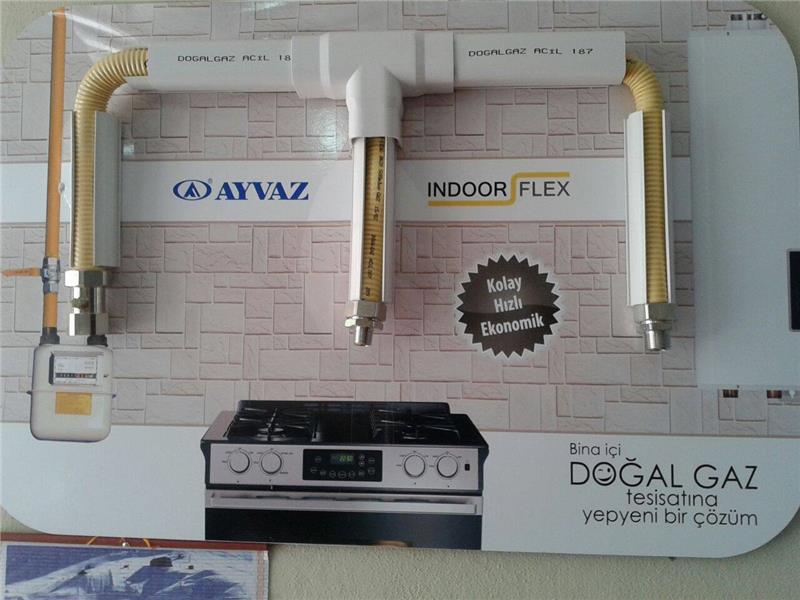 DOGALGAZ ACIL 18
DOGALGAZ ACIL 187
AYVAZ
INDOOR FLEX
Kolay
Hızlı
Ekonomik
Bina içi
DOĞAL GAZ
tesisatına
yepyeni bir çözüm